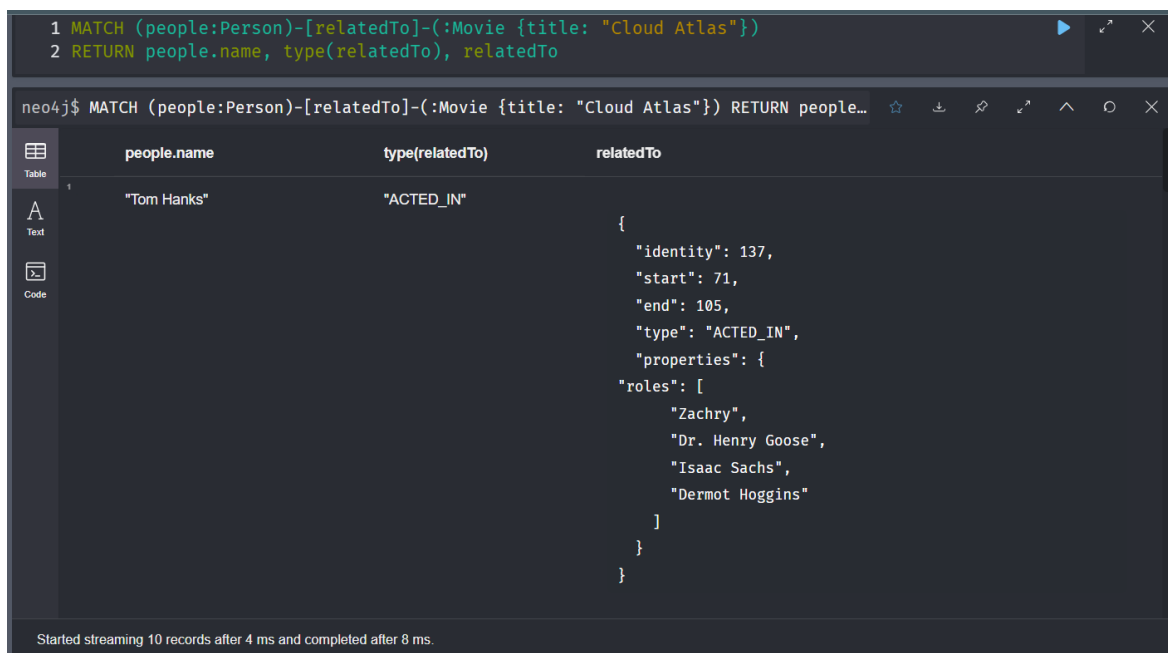 1 MATCH (people:Person)-[relatedTo]-(:Movie {title: "Cloud Atlas"})
2 RETURN people.name, type(relatedTo), relatedTo
neo4j$ MATCH (people:Person)-[relatedTo]-(:Movie {title: "Cloud Atlas"}) RETURN people…
Table
Text
Code
people.name type(relatedTo) relatedTo
1
"Tom Hanks" "ACTED_IN"
{
"identity": 137,
"start": 71,
"end": 105,
"type": "ACTED_IN",
"properties": {
"roles": [
"Zachry",
"Dr. Henry Goose",
"Isaac Sachs",
"Dermot Hoggins"
]
}
}
Started streaming 10 records after 4 ms and completed after 8 ms.